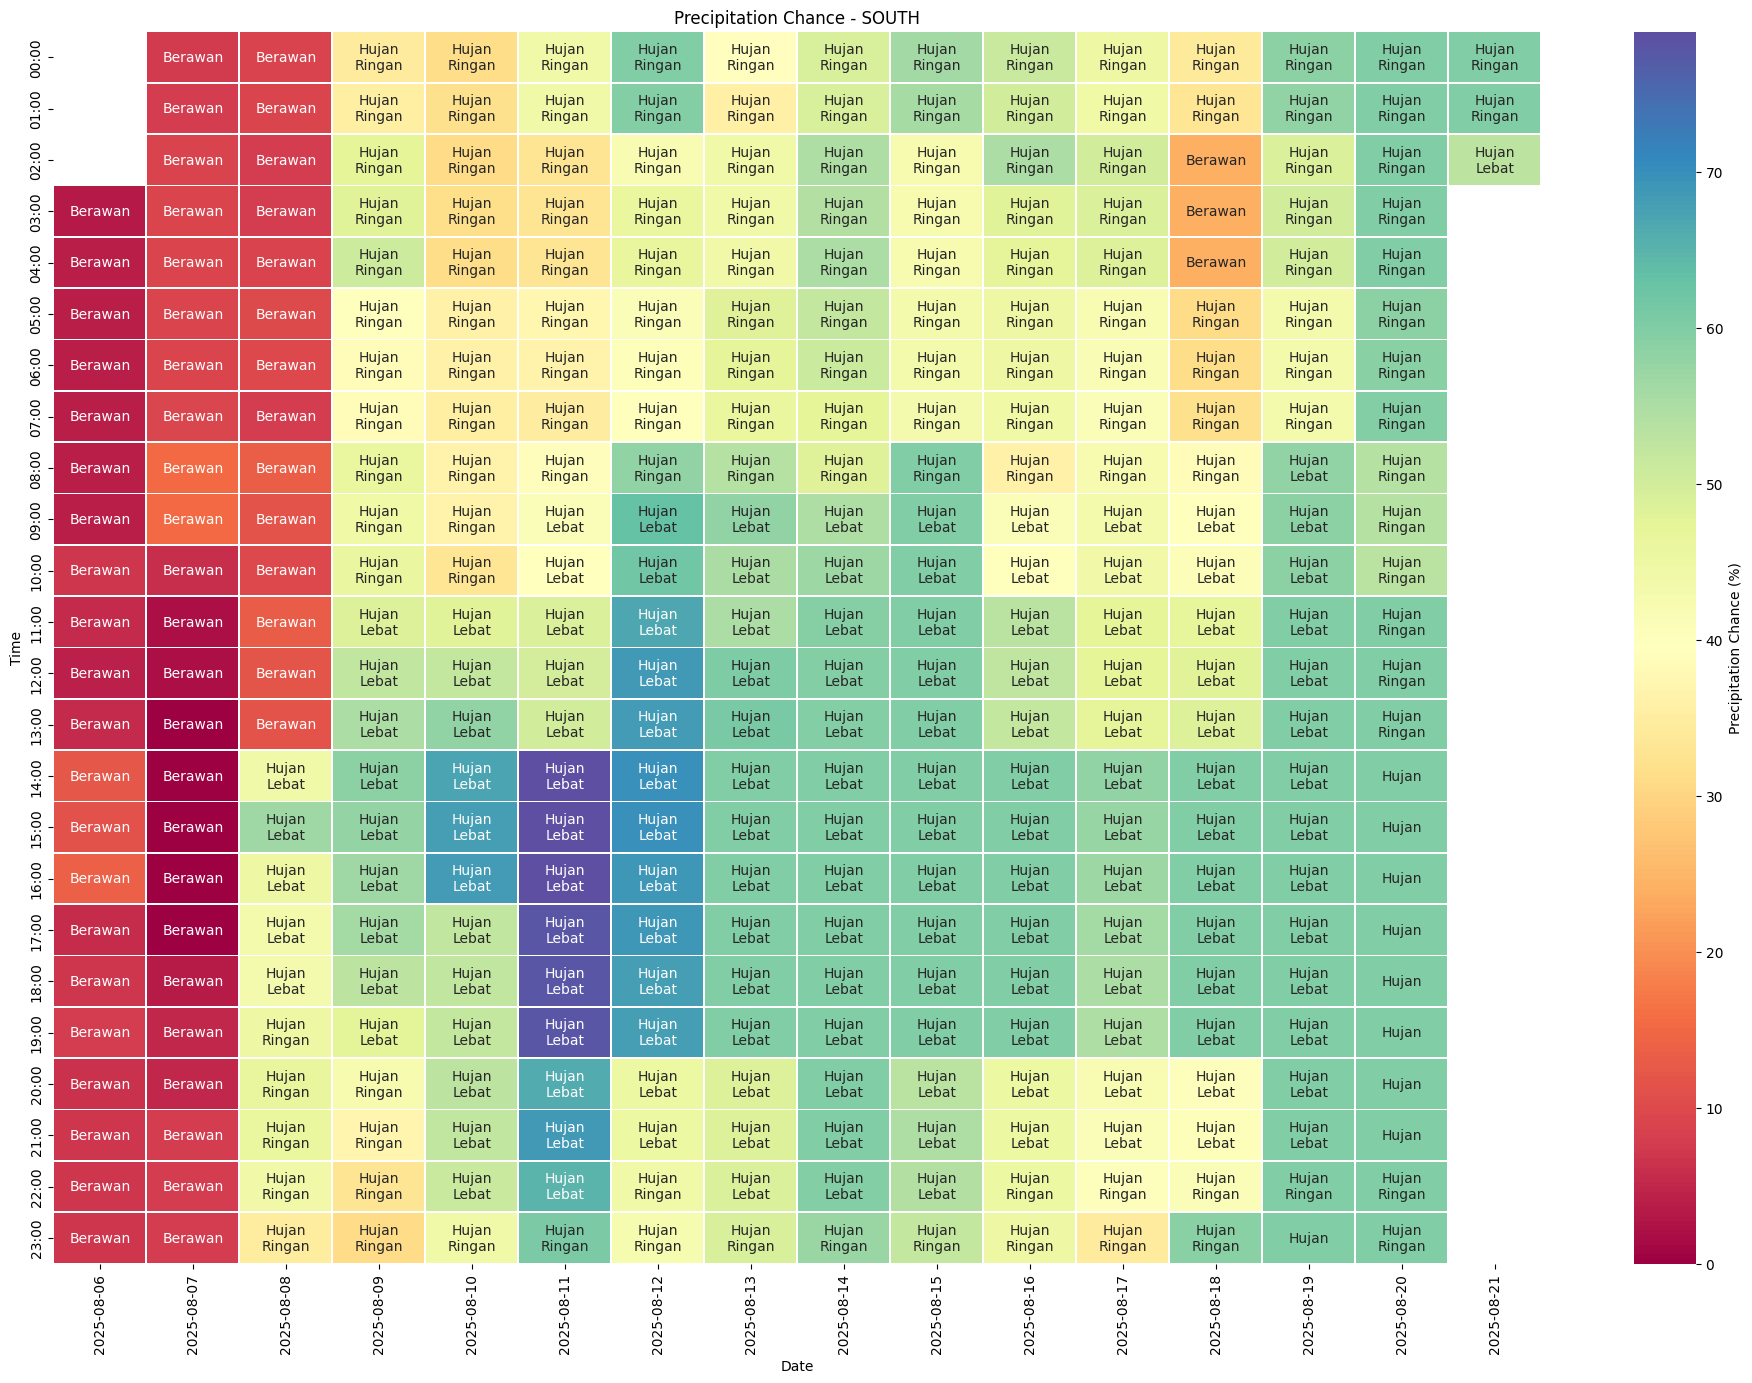 Precipitation Chance - SOUTH
00:00
Berawan Berawan Hujan Hujan Hujan Hujan Hujan Hujan Hujan Hujan Hujan Hujan Hujan Hujan Hujan
Ringan Ringan Ringan Ringan Ringan Ringan Ringan Ringan Ringan Ringan Ringan Ringan Ringan
01:00
Berawan Berawan Hujan Hujan Hujan Hujan Hujan Hujan Hujan Hujan Hujan Hujan Hujan Hujan Hujan
Ringan Ringan Ringan Ringan Ringan Ringan Ringan Ringan Ringan Ringan Ringan Ringan Ringan
02:00
Berawan Berawan Hujan Hujan Hujan Hujan Hujan Hujan Hujan Hujan Hujan Berawan Hujan Hujan Hujan
Ringan Ringan Ringan Ringan Ringan Ringan Ringan Ringan Ringan Ringan Ringan Lebat
03:00
Berawan Berawan Berawan Hujan Hujan Hujan Hujan Hujan Hujan Hujan Hujan Hujan Berawan Hujan Hujan
Ringan Ringan Ringan Ringan Ringan Ringan Ringan Ringan Ringan Ringan Ringan
04:00
Berawan Berawan Berawan Hujan Hujan Hujan Hujan Hujan Hujan Hujan Hujan Hujan Berawan Hujan Hujan
Ringan Ringan Ringan Ringan Ringan Ringan Ringan Ringan Ringan Ringan Ringan
05:00
Berawan Berawan Berawan Hujan Hujan Hujan Hujan Hujan Hujan Hujan Hujan Hujan Hujan Hujan Hujan
Ringan Ringan Ringan Ringan Ringan Ringan Ringan Ringan Ringan Ringan Ringan Ringan
06:00
Berawan Berawan Berawan Hujan Hujan Hujan Hujan Hujan Hujan Hujan Hujan Hujan Hujan Hujan Hujan
Ringan Ringan Ringan Ringan Ringan Ringan Ringan Ringan Ringan Ringan Ringan Ringan
07:00
Berawan Berawan Berawan Hujan Hujan Hujan Hujan Hujan Hujan Hujan Hujan Hujan Hujan Hujan Hujan
Ringan Ringan Ringan Ringan Ringan Ringan Ringan Ringan Ringan Ringan Ringan Ringan
08:00
Berawan Berawan Berawan Hujan Hujan Hujan Hujan Hujan Hujan Hujan Hujan Hujan Hujan Hujan Hujan
Ringan Ringan Ringan Ringan Ringan Ringan Ringan Ringan Ringan Ringan Lebat Ringan
09:00
Berawan Berawan Berawan Hujan Hujan Hujan Hujan Hujan Hujan Hujan Hujan Hujan Hujan Hujan Hujan
Ringan Ringan Lebat Lebat Lebat Lebat Lebat Lebat Lebat Lebat Lebat Ringan
10:00
Berawan Berawan Berawan Hujan Hujan Hujan Hujan Hujan Hujan Hujan Hujan Hujan Hujan Hujan Hujan
Ringan Ringan Lebat Lebat Lebat Lebat Lebat Lebat Lebat Lebat Lebat Ringan
11:00
Berawan Berawan Berawan Hujan Hujan Hujan Hujan Hujan Hujan Hujan Hujan Hujan Hujan Hujan Hujan
Lebat Lebat Lebat Lebat Lebat Lebat Lebat Lebat Lebat Lebat Lebat Ringan
12:00
Berawan Berawan Berawan Hujan Hujan Hujan Hujan Hujan Hujan Hujan Hujan Hujan Hujan Hujan Hujan
Lebat Lebat Lebat Lebat Lebat Lebat Lebat Lebat Lebat Lebat Lebat Ringan
13:00
Berawan Berawan Berawan Hujan Hujan Hujan Hujan Hujan Hujan Hujan Hujan Hujan Hujan Hujan Hujan
Lebat Lebat Lebat Lebat Lebat Lebat Lebat Lebat Lebat Lebat Lebat Ringan
14:00
Berawan Berawan Hujan Hujan Hujan Hujan Hujan Hujan Hujan Hujan Hujan Hujan Hujan Hujan Hujan
Lebat Lebat Lebat Lebat Lebat Lebat Lebat Lebat Lebat Lebat Lebat Lebat
15:00
Berawan Berawan Hujan Hujan Hujan Hujan Hujan Hujan Hujan Hujan Hujan Hujan Hujan Hujan Hujan
Lebat Lebat Lebat Lebat Lebat Lebat Lebat Lebat Lebat Lebat Lebat Lebat
16:00
Berawan Berawan Hujan Hujan Hujan Hujan Hujan Hujan Hujan Hujan Hujan Hujan Hujan Hujan Hujan
Lebat Lebat Lebat Lebat Lebat Lebat Lebat Lebat Lebat Lebat Lebat Lebat
17:00
Berawan Berawan Hujan Hujan Hujan Hujan Hujan Hujan Hujan Hujan Hujan Hujan Hujan Hujan Hujan
Lebat Lebat Lebat Lebat Lebat Lebat Lebat Lebat Lebat Lebat Lebat Lebat
18:00
Berawan Berawan Hujan Hujan Hujan Hujan Hujan Hujan Hujan Hujan Hujan Hujan Hujan Hujan Hujan
Lebat Lebat Lebat Lebat Lebat Lebat Lebat Lebat Lebat Lebat Lebat Lebat
19:00
Berawan Berawan Hujan Hujan Hujan Hujan Hujan Hujan Hujan Hujan Hujan Hujan Hujan Hujan Hujan
Ringan Lebat Lebat Lebat Lebat Lebat Lebat Lebat Lebat Lebat Lebat Lebat
20:00
Berawan Berawan Hujan Hujan Hujan Hujan Hujan Hujan Hujan Hujan Hujan Hujan Hujan Hujan Hujan
Ringan Ringan Lebat Lebat Lebat Lebat Lebat Lebat Lebat Lebat Lebat Lebat
21:00
Berawan Berawan Hujan Hujan Hujan Hujan Hujan Hujan Hujan Hujan Hujan Hujan Hujan Hujan Hujan
Ringan Ringan Lebat Lebat Lebat Lebat Lebat Lebat Lebat Lebat Lebat Lebat
22:00
Berawan Berawan Hujan Hujan Hujan Hujan Hujan Hujan Hujan Hujan Hujan Hujan Hujan Hujan Hujan
Ringan Ringan Lebat Lebat Ringan Lebat Lebat Lebat Ringan Ringan Ringan Ringan Ringan
23:00
Berawan Berawan Hujan Hujan Hujan Hujan Hujan Hujan Hujan Hujan Hujan Hujan Hujan Hujan Hujan
Ringan Ringan Ringan Ringan Ringan Ringan Ringan Ringan Ringan Ringan Ringan Ringan
Time
2025-08-06
2025-08-07
2025-08-08
2025-08-09
2025-08-10
2025-08-11
2025-08-12
2025-08-13
2025-08-14
2025-08-15
2025-08-16
2025-08-17
2025-08-18
2025-08-19
2025-08-20
2025-08-21
Date
70
60
50
40
30
20
10
0
Precipitation Chance (%)